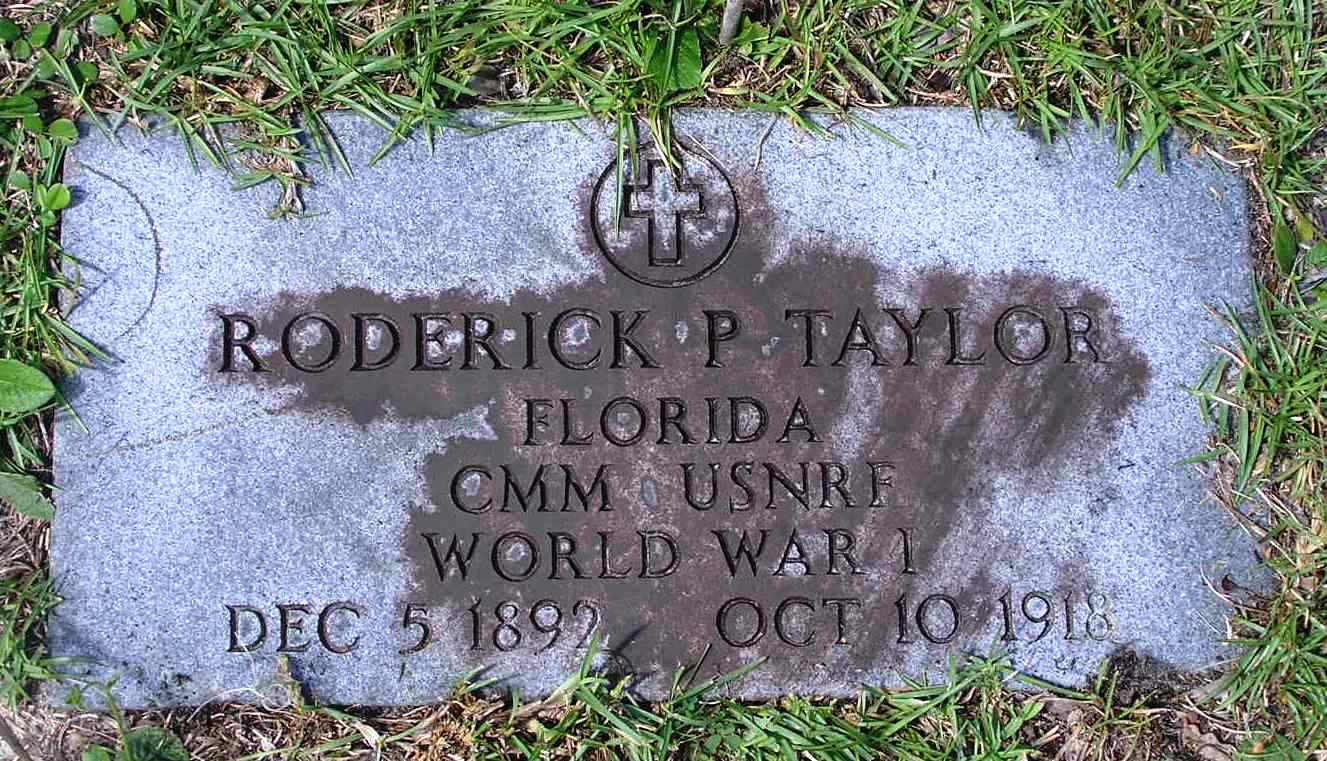 RODERICK P TAYLOR
FLORIDA
CMM USNRF
WORLD WAR I
DEC 5 1892 OCT 10 1918